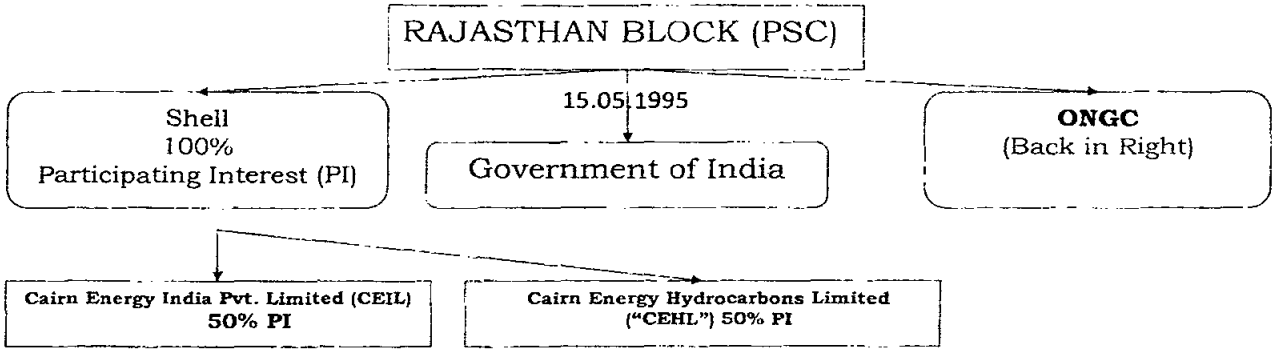 RAJASTHAN BLOCK (PSC)
15.05.1995
Shell
100%
Participating Interest (PI)
Government of India
ONGC
(Back in Right)
Cairn Energy India Pvt. Limited (CEIL)
50% PI
Cairn Energy Hydrocarbons Limited
(“CEHL”) 50% PI